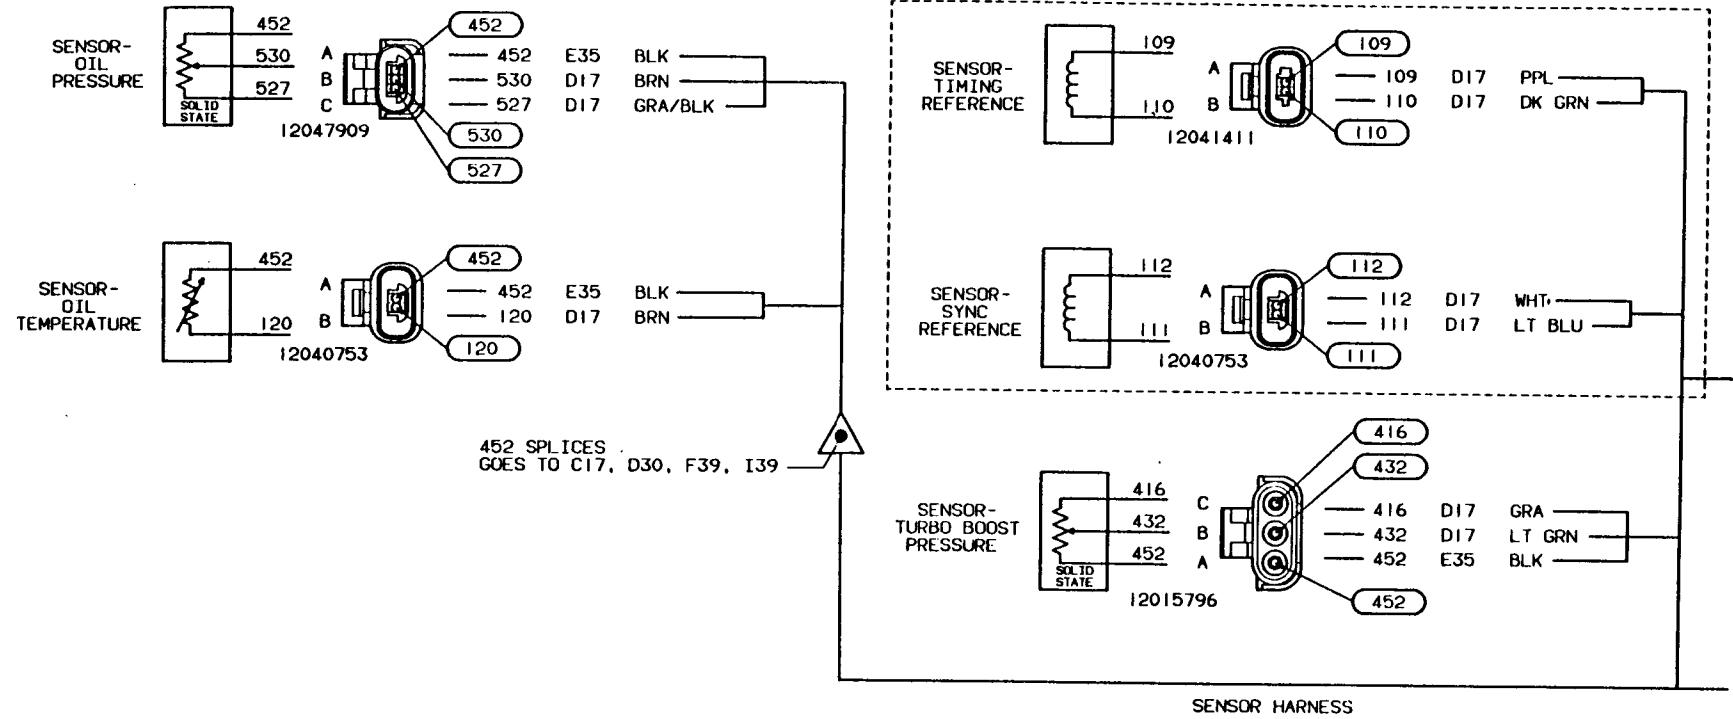 SENSOR-
OIL
PRESSURE
452
530
527
SOLID
STATE
A
B
C
12047909
452
530
527
452 E35 BLK
530 D17 BRN
527 D17 GRA/BLK
SENSOR-
OIL
TEMPERATURE
452
120
A
B
12040753
452
120
452 E35 BLK
120 D17 BRN
452 SPLICES
GOES TO C17, D30, F39, I39
SENSOR-
TIMING
REFERENCE
109
110
A
B
12041411
109
110
109 D17 PPL
110 D17 DK GRN
SENSOR-
SYNC
REFERENCE
112
111
A
B
12040753
112
111
112 D17 WHT
111 D17 LT BLU
SENSOR-
TURBO BOOST
PRESSURE
416
432
452
SOLID
STATE
C
B
A
12015796
416
432
452
416 D17 GRA
432 D17 LT GRN
452 E35 BLK
SENSOR HARNESS